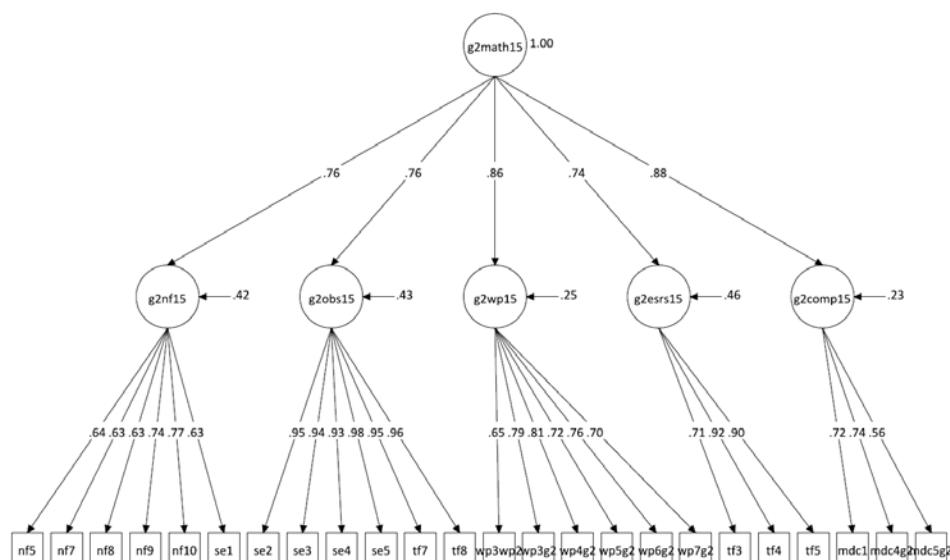 g2math15 1.00
.76 .76 .86 .74 .88
g2nf15 .42 g2obs15 .43 g2wp15 .25 g2esrs15 .46 g2comp15 .23
.64 .63 .63 .74 .77 .63 .95 .94 .93 .98 .95 .96 .65 .79 .81 .72 .76 .70 .71 .92 .90 .72 .74 .56
nf5 nf7 nf8 nf9 nf10 se1 se2 se3 se4 se5 tf7 tf8 wp3wp2 wp3g2 wp4g2 wp5g2 wp6g2 wp7g2 tf3 tf4 tf5 mdc1 mdc4g2